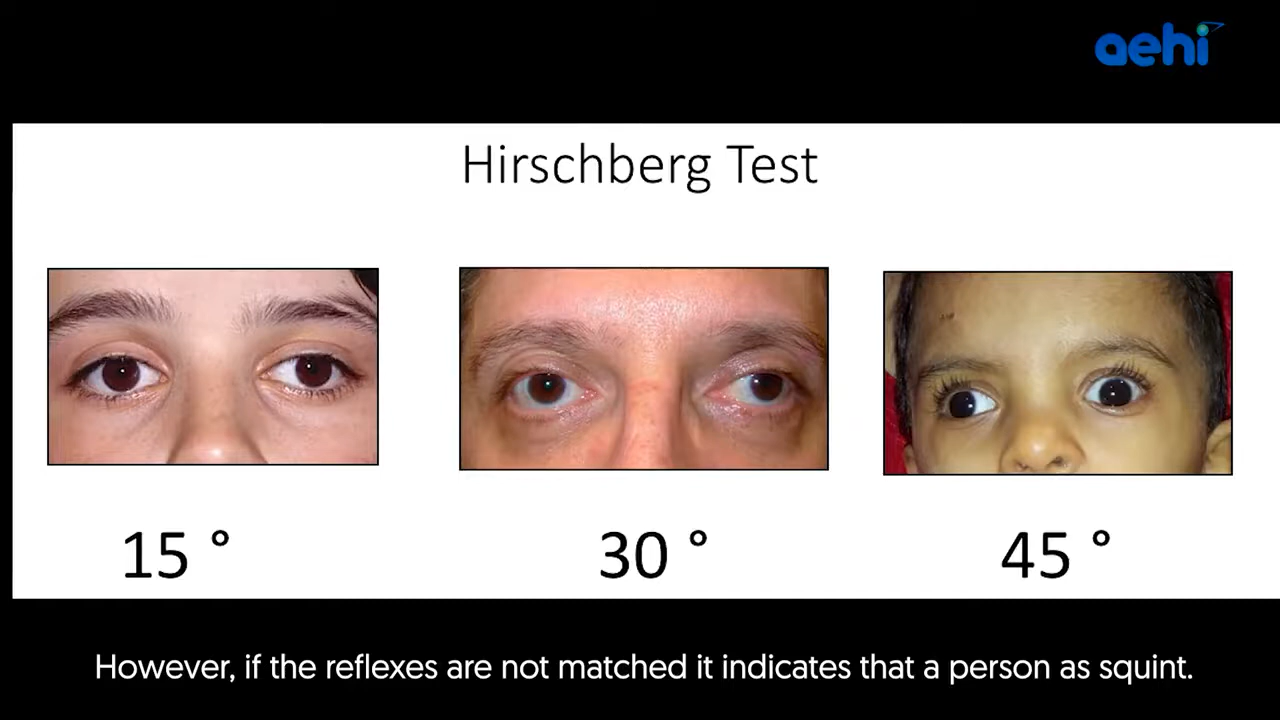 aehi
Hirschberg Test
15 °
30 °
45 °
However, if the reflexes are not matched it indicates that a person as squint.